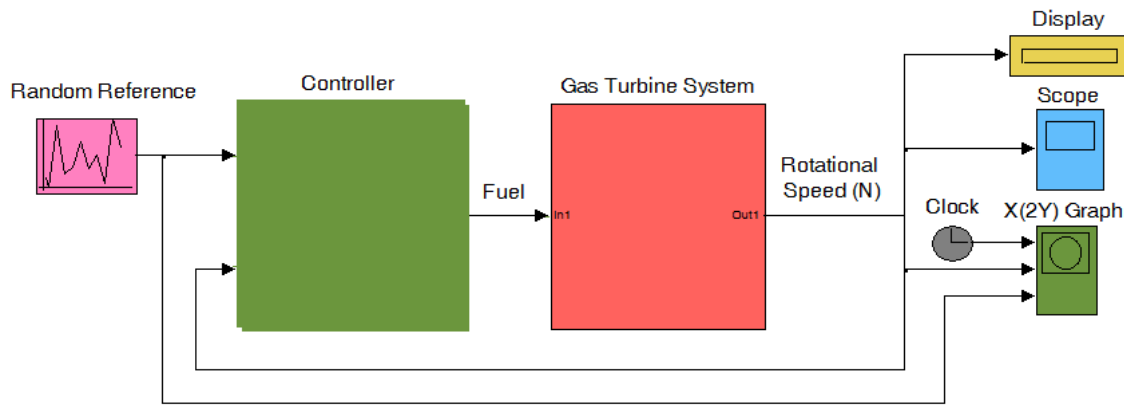 Display
Random Reference
Controller
Gas Turbine System
Scope
Fuel
Rotational
Speed (N)
In1
Out1
Clock
X(2Y) Graph